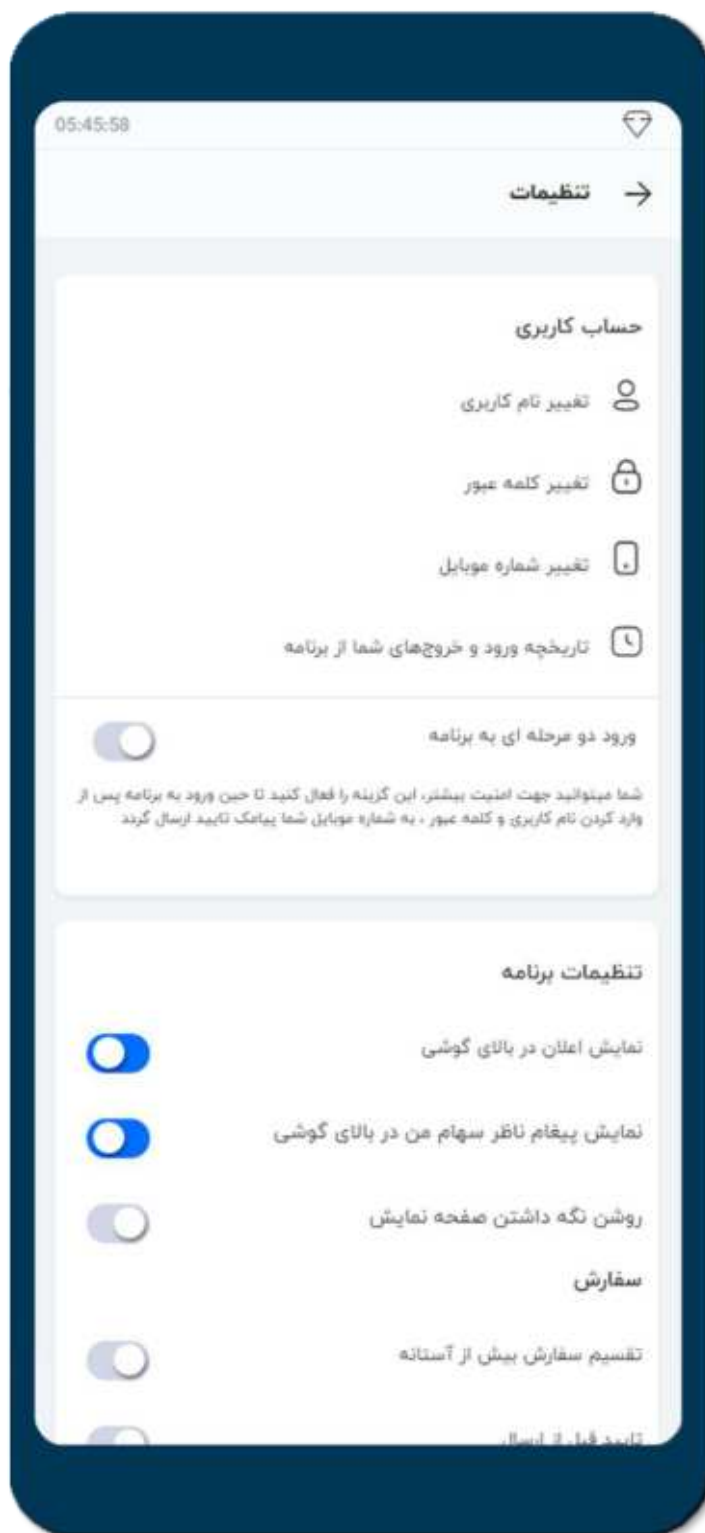 05:45:58
تنظیمات
حساب کاربری
تغییر نام کاربری
تغییر کلمه عبور
تغییر شماره موبایل
تاریخچه ورود و خروج‌های شما از برنامه
ورود دو مرحله ای به برنامه
شما میتوانید جهت امنیت بیشتر، این گزینه را فعال کنید تا حین ورود به برنامه پس از
وارد کردن نام کاربری و کلمه عبور ، به شماره موبایل شما پیامک تایید ارسال گردد
تنظیمات برنامه
نمایش اعلان در بالای گوشی
نمایش پیغام ناظر سهام من در بالای گوشی
روشن نگه داشتن صفحه نمایش
سفارش
تقسیم سفارش بیش از آستانه
تایید قبل از ارسال